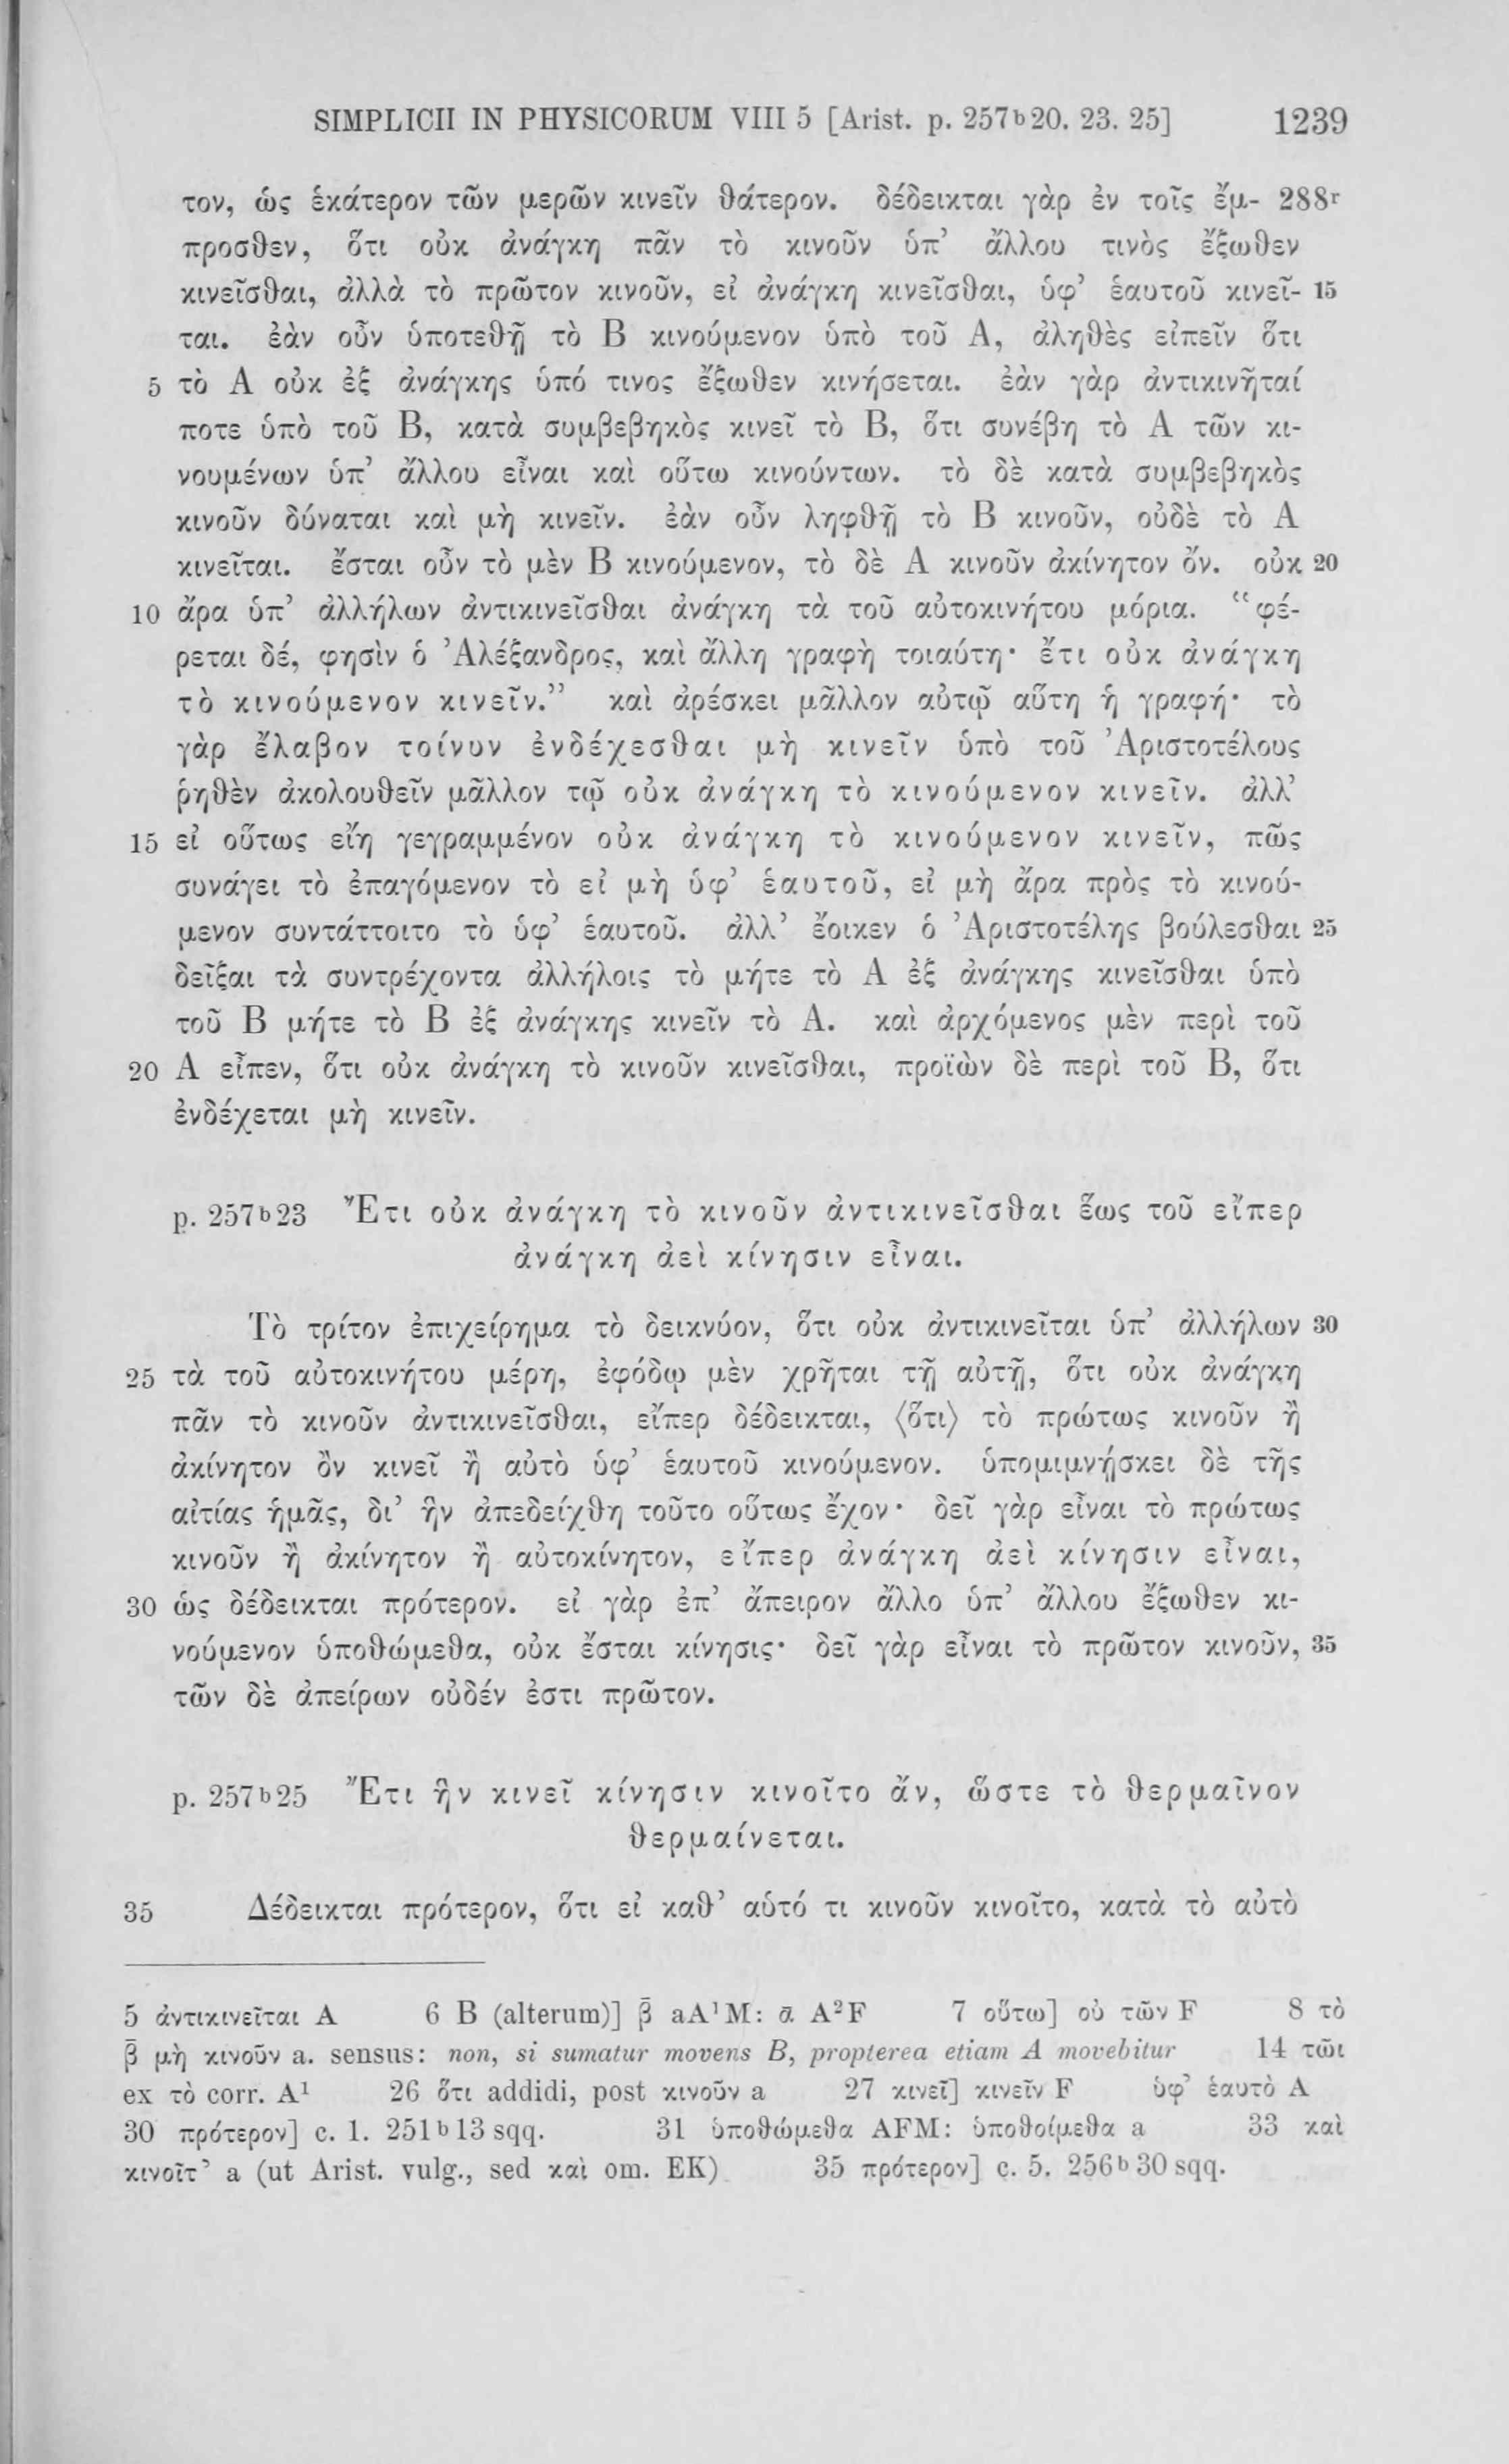 SIMPLICII IN PHYSICORUM VIII 5 [Arist. p. 257b20. 23. 25] 1239
τον, ὡς ἑκάτερον τῶν μερῶν κινεῖν θάτερον. δέδεικται γὰρ ἐν τοῖς ἔμ- 288r
προσθεν, ὅτι οὐκ ἀνάγκη πᾶν τὸ κινοῦν ὑπ’ ἄλλου τινὸς ἔξωθεν
κινεῖσθαι, ἀλλὰ τὸ πρῶτον κινοῦν, εἰ ἀνάγκη κινεῖσθαι, ὑφ’ ἑαυτοῦ κινεῖ- 15
ται. ἐὰν οὖν ὑποτεθῇ τὸ Β κινούμενον ὑπὸ τοῦ Α, ἀληθὲς εἰπεῖν ὅτι
5 τὸ Α οὐκ ἐξ ἀνάγκης ὑπό τινος ἔξωθεν κινήσεται. ἐὰν γὰρ ἀντικινῆταί
ποτε ὑπὸ τοῦ Β, κατὰ συμβεβηκὸς κινεῖ τὸ Β, ὅτι συνέβη τὸ Α τῶν κι-
νουμένων ὑπ’ ἄλλου εἶναι καὶ οὕτω κινούντων. τὸ δὲ κατὰ συμβεβηκὸς
κινοῦν δύναται καὶ μὴ κινεῖν. ἐὰν οὖν ληφθῇ τὸ Β κινοῦν, οὐδὲ τὸ Α
κινεῖται. ἔσται οὖν τὸ μὲν Β κινούμενον, τὸ δὲ Α κινοῦν ἀκίνητον ὄν. οὐκ 20
10 ἄρα ὑπ’ ἀλλήλων ἀντικινεῖσθαι ἀνάγκη τὰ τοῦ αὐτοκινήτου μόρια. “φέ-
ρεται δέ, φησὶν ὁ ’Αλέξανδρος, καὶ ἄλλη γραφὴ τοιαύτη· ἔτι οὐκ ἀνάγκη
τὸ κινούμενον κινεῖν.” καὶ ἀρέσκει μᾶλλον αὐτῷ αὕτη ἡ γραφή· τὸ
γὰρ ἔλαβον τοίνυν ἐνδέχεσθαι μὴ κινεῖν ὑπὸ τοῦ ’Αριστοτέλους
ῥηθὲν ἀκολουθεῖν μᾶλλον τῷ οὐκ ἀνάγκη τὸ κινούμενον κινεῖν. ἀλλ’
15 εἰ οὕτως εἴη γεγραμμένον οὐκ ἀνάγκη τὸ κινούμενον κινεῖν, πῶς
συνάγει τὸ ἐπαγόμενον τὸ εἰ μὴ ὑφ’ ἑαυτοῦ, εἰ μὴ ἄρα πρὸς τὸ κινού-
μενον συντάττοιτο τὸ ὑφ’ ἑαυτοῦ. ἀλλ’ ἔοικεν ὁ ’Αριστοτέλης βούλεσθαι 25
δεῖξαι τὰ συντρέχοντα ἀλλήλοις τὸ μήτε τὸ Α ἐξ ἀνάγκης κινεῖσθαι ὑπὸ
τοῦ Β μήτε τὸ Β ἐξ ἀνάγκης κινεῖν τὸ Α. καὶ ἀρχόμενος μὲν περὶ τοῦ
20 Α εἶπεν, ὅτι οὐκ ἀνάγκη τὸ κινοῦν κινεῖσθαι, προϊὼν δὲ περὶ τοῦ Β, ὅτι
ἐνδέχεται μὴ κινεῖν.
p. 257b23 Ἔτι οὐκ ἀνάγκη τὸ κινοῦν ἀντικινεῖσθαι ἕως τοῦ εἴπερ
ἀνάγκη ἀεὶ κίνησιν εἶναι.
Τὸ τρίτον ἐπιχείρημα τὸ δεικνύον, ὅτι οὐκ ἀντικινεῖται ὑπ’ ἀλλήλων 30
25 τὰ τοῦ αὐτοκινήτου μέρη, ἐφόδῳ μὲν χρῆται τῇ αὐτῇ, ὅτι οὐκ ἀνάγκη
πᾶν τὸ κινοῦν ἀντικινεῖσθαι, εἴπερ δέδεικται, ⟨ὅτι⟩ τὸ πρώτως κινοῦν ἢ
ἀκίνητον ὂν κινεῖ ἢ αὐτὸ ὑφ’ ἑαυτοῦ κινούμενον. ὑπομιμνῄσκει δὲ τῆς
αἰτίας ἡμᾶς, δι’ ἣν ἀπεδείχθη τοῦτο οὕτως ἔχον· δεῖ γὰρ εἶναι τὸ πρώτως
κινοῦν ἢ ἀκίνητον ἢ αὐτοκίνητον, εἴπερ ἀνάγκη ἀεὶ κίνησιν εἶναι,
30 ὡς δέδεικται πρότερον. εἰ γὰρ ἐπ’ ἄπειρον ἄλλο ὑπ’ ἄλλου ἔξωθεν κι-
νούμενον ὑποθώμεθα, οὐκ ἔσται κίνησις· δεῖ γὰρ εἶναι τὸ πρῶτον κινοῦν, 35
τῶν δὲ ἀπείρων οὐδέν ἐστι πρῶτον.
p. 257b25 Ἔτι ἣν κινεῖ κίνησιν κινοῖτο ἄν, ὥστε τὸ θερμαῖνον
θερμαίνεται.
35 Δέδεικται πρότερον, ὅτι εἰ καθ’ αὑτό τι κινοῦν κινοῖτο, κατὰ τὸ αὐτὸ
5 ἀντικινεῖται A 6 Β (alterum)] β̄ aA¹M: ᾱ A²F 7 οὕτω] οὐ τῶν F 8 τὸ
β̄ μὴ κινοῦν a. sensus: non, si sumatur movens B, propterea etiam A movebitur 14 τῶι
ex τὸ corr. A¹ 26 ὅτι addidi, post κινοῦν a 27 κινεῖ] κινεῖν F ὑφ’ ἑαυτὸ A
30 πρότερον] c. 1. 251b13 sqq. 31 ὑποθώμεθα AFM: ὑποθοίμεθα a 33 καὶ
κινοῖτ’ a (ut Arist. vulg., sed καὶ om. EK) 35 πρότερον] c. 5. 256b30 sqq.